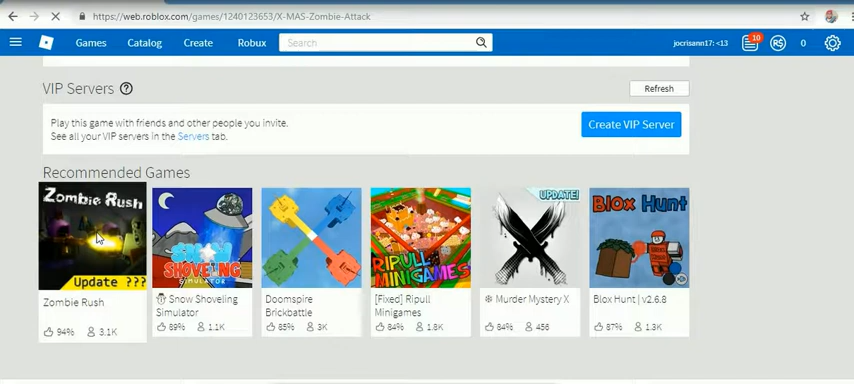 https://web.roblox.com/games/1240123653/X-MAS-Zombie-Attack
Games Catalog Create Robux Search jocrisann17: <13 10 R$ 0
VIP Servers ? Refresh
Play this game with friends and other people you invite.
See all your VIP servers in the Servers tab.
Create VIP Server
Recommended Games
Zombie Rush
Update ???
Zombie Rush
94% 3.1K
SNOW
SHOVELING
SIMULATOR
Snow Shoveling
Simulator
89% 1.1K
Doomspire
Brickbattle
85% 3K
RIPULL
MINIGAMES
[Fixed] Ripull
Minigames
84% 1.8K
UPDATE!
Murder Mystery X
84% 456
Blox Hunt
Blox Hunt | v2.6.8
87% 1.3K